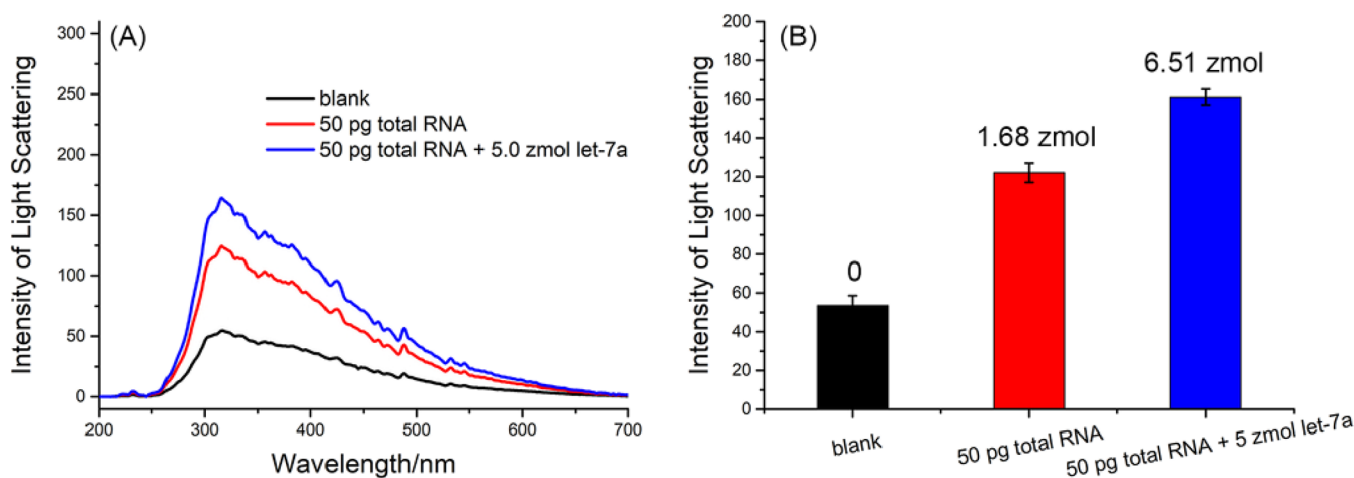 (A)
300
250
200
150
100
50
0
Intensity of Light Scattering
blank
50 pg total RNA
50 pg total RNA + 5.0 zmol let-7a
200
300
400
500
600
700
Wavelength/nm
(B)
200
180
160
140
120
100
80
60
40
20
0
Intensity of Light Scattering
0
1.68 zmol
6.51 zmol
blank
50 pg total RNA
50 pg total RNA + 5 zmol let-7a